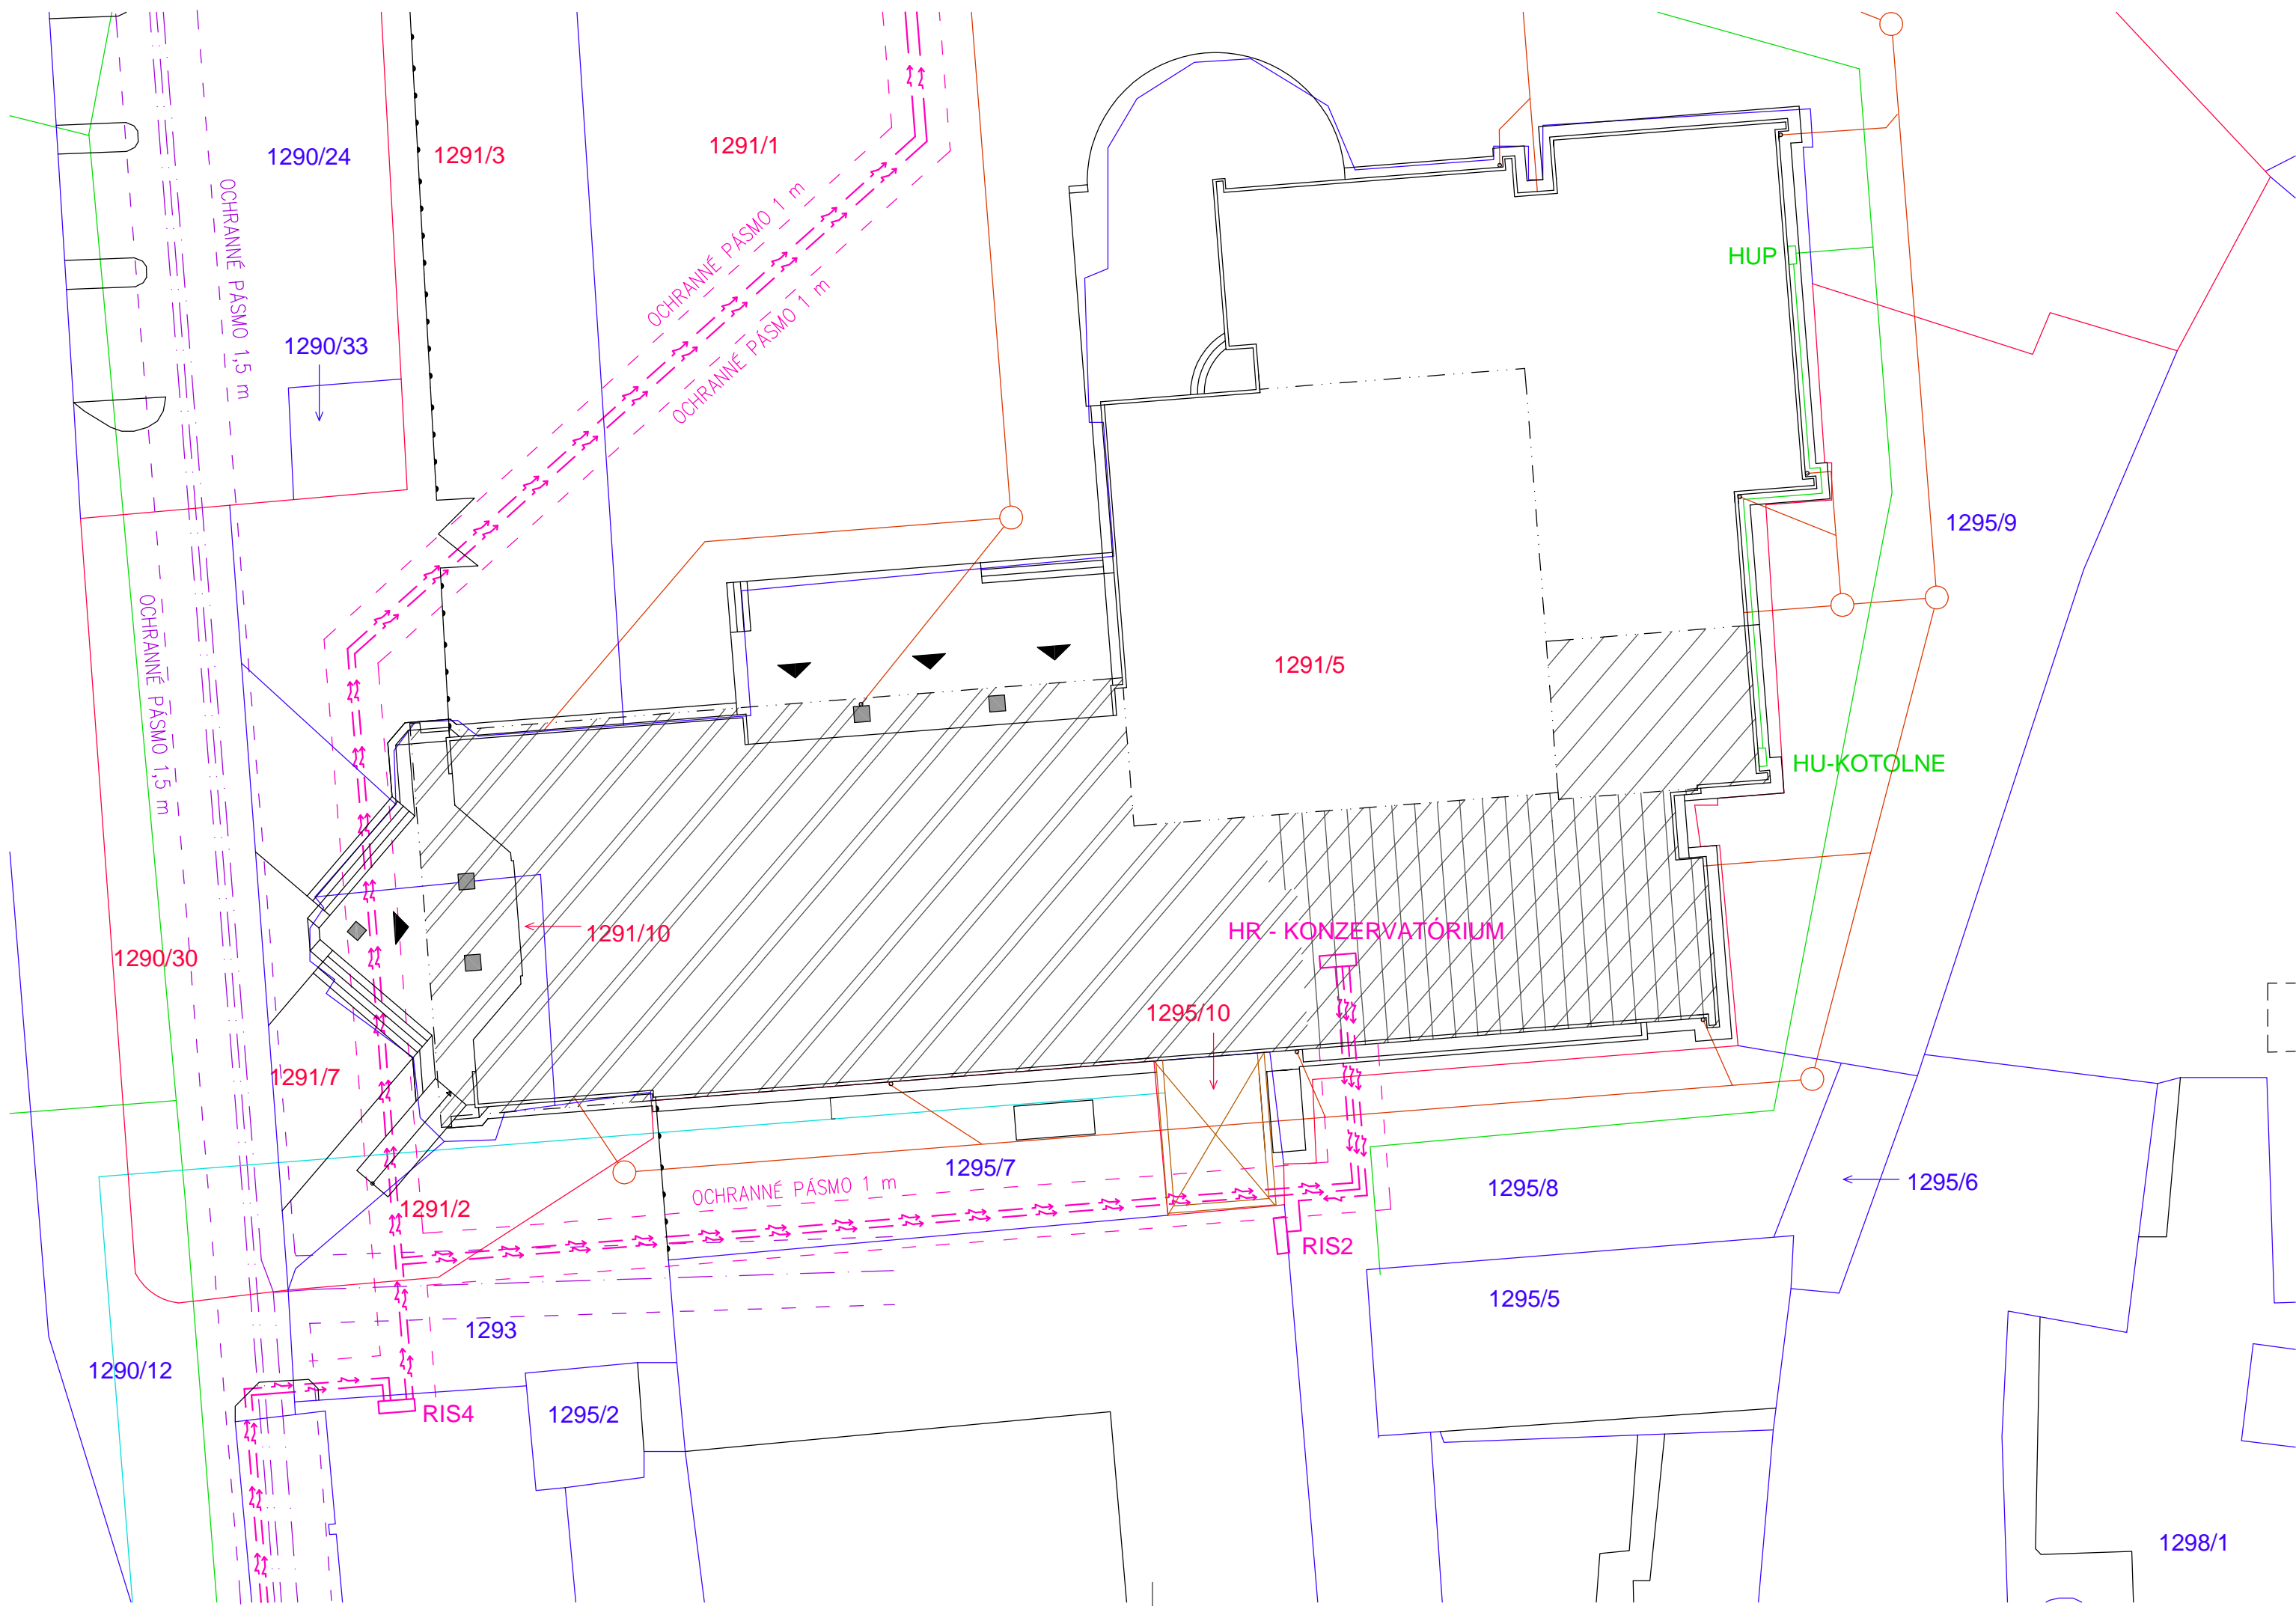 1291/1
1291/3
1290/24
OCHRANNÉ PÁSMO 1,5 m
OCHRANNÉ PÁSMO 1 m
HUP
OCHRANNÉ PÁSMO 1 m
1290/33
1295/9
1291/5
OCHRANNÉ PÁSMO 1,5 m
HU-KOTOLNE
HR - KONZERVATÓRIUM
1291/10
1290/30
1295/10
1291/7
1295/7
1295/6
1295/8
OCHRANNÉ PÁSMO 1 m
1291/2
RIS2
1295/5
1293
1290/12
RIS4
1295/2
1298/1